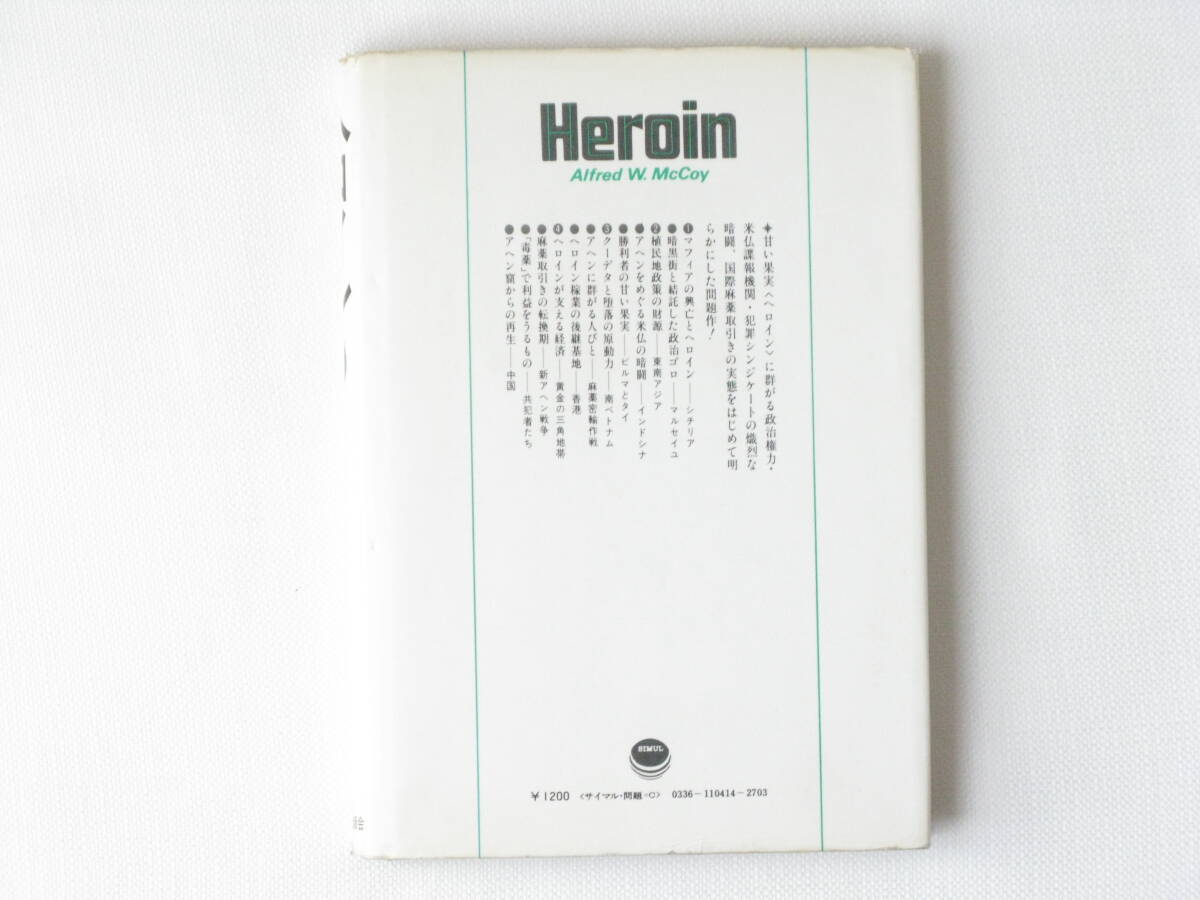 Heroin
Alfred W. McCoy
✦甘い果実〈ヘロイン〉に群がる政治権力・
米仏諜報機関・犯罪シンジケートの熾烈な
暗闘、国際麻薬取引きの実態をはじめて明
らかにした問題作！
❶マフィアの興亡とヘロイン——シチリア
●暗黒街と結託した政治ゴロ——マルセイユ
❷植民地政策の財源——東南アジア
●アヘンをめぐる米仏の暗闘——インドシナ
●勝利者の甘い果実——ビルマとタイ
❸クーデタと堕落の原動力——南ベトナム
●アヘンに群がる人びと——麻薬密輸作戦
●ヘロイン稼業の後継基地——香港
❹ヘロインが支える経済——黄金の三角地帯
●麻薬取引きの転換期——新アヘン戦争
●「毒薬」で利益をうるもの——共犯者たち
●アヘン窟からの再生——中国
SIMUL
￥1200 〈サイマル・問題=C〉 0336-110414-2703